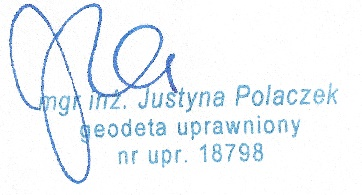 mgr inż. Justyna Polaczek
geodeta uprawniony
nr upr. 18798